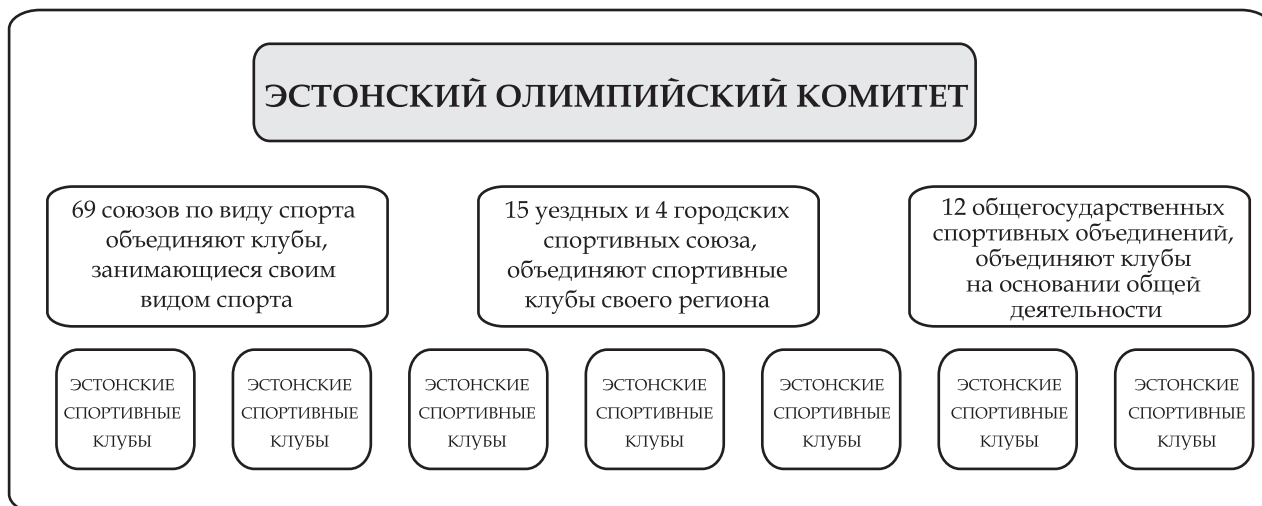 ЭСТОНСКИЙ ОЛИМПИЙСКИЙ КОМИТЕТ
69 союзов по виду спорта
объединяют клубы,
занимающиеся своим
видом спорта
15 уездных и 4 городских
спортивных союза,
объединяют спортивные
клубы своего региона
12 общегосударственных
спортивных объединений,
объединяют клубы
на основании общей
деятельности
ЭСТОНСКИЕ
СПОРТИВНЫЕ
КЛУБЫ
ЭСТОНСКИЕ
СПОРТИВНЫЕ
КЛУБЫ
ЭСТОНСКИЕ
СПОРТИВНЫЕ
КЛУБЫ
ЭСТОНСКИЕ
СПОРТИВНЫЕ
КЛУБЫ
ЭСТОНСКИЕ
СПОРТИВНЫЕ
КЛУБЫ
ЭСТОНСКИЕ
СПОРТИВНЫЕ
КЛУБЫ
ЭСТОНСКИЕ
СПОРТИВНЫЕ
КЛУБЫ